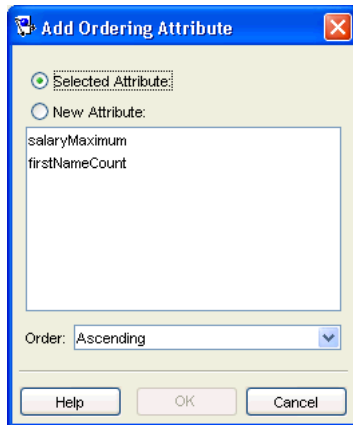 Add Ordering Attribute
Selected Attribute:
New Attribute:
salaryMaximum
firstNameCount
Order: Ascending
Help OK Cancel